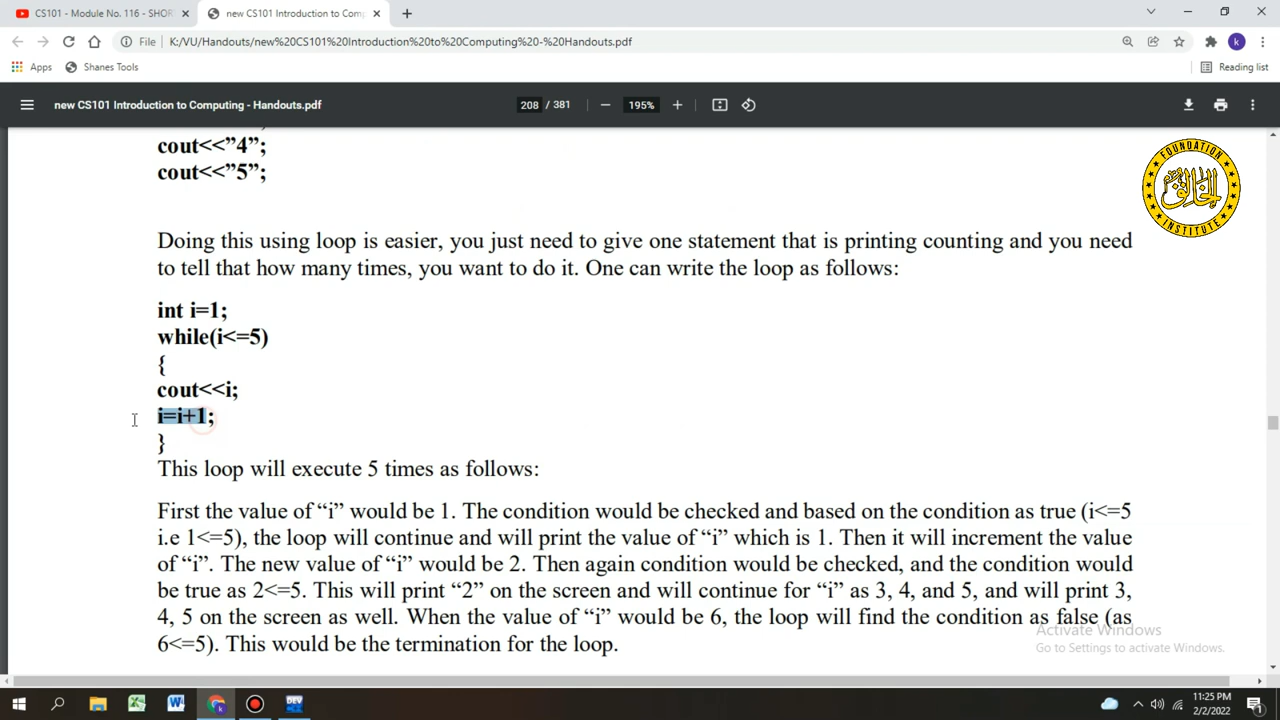 CS101 - Module No. 116 - SHOR
new CS101 Introduction to Comp
File K:/VU/Handouts/new%20CS101%20Introduction%20to%20Computing%20-%20Handouts.pdf
Apps Shanes Tools Reading list
new CS101 Introduction to Computing - Handouts.pdf 208 / 381 195%
cout<<”4”;
cout<<”5”;
FOUNDATION
INSTITUTE
Doing this using loop is easier, you just need to give one statement that is printing counting and you need
to tell that how many times, you want to do it. One can write the loop as follows:
int i=1;
while(i<=5)
{
cout<<i;
i=i+1;
}
This loop will execute 5 times as follows:
First the value of “i” would be 1. The condition would be checked and based on the condition as true (i<=5
i.e 1<=5), the loop will continue and will print the value of “i” which is 1. Then it will increment the value
of “i”. The new value of “i” would be 2. Then again condition would be checked, and the condition would
be true as 2<=5. This will print “2” on the screen and will continue for “i” as 3, 4, and 5, and will print 3,
4, 5 on the screen as well. When the value of “i” would be 6, the loop will find the condition as false (as
6<=5). This would be the termination for the loop.
Activate Windows
Go to Settings to activate Windows.
DEV
11:25 PM
2/2/2022